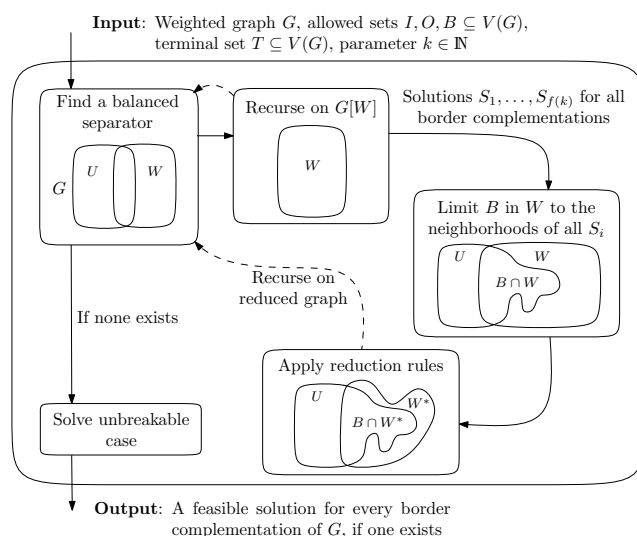 Input: Weighted graph G, allowed sets I, O, B ⊆ V(G),
terminal set T ⊆ V(G), parameter k ∈ ℕ
Find a balanced
separator
G
U
W
Recurse on G[W]
W
Solutions S₁, . . . , S_{f(k)} for all
border complementations
Limit B in W to the
neighborhoods of all Sᵢ
U
W
B ∩ W
Recurse on
reduced graph
If none exists
Apply reduction rules
U
W*
B ∩ W*
Solve unbreakable
case
Output: A feasible solution for every border
complementation of G, if one exists